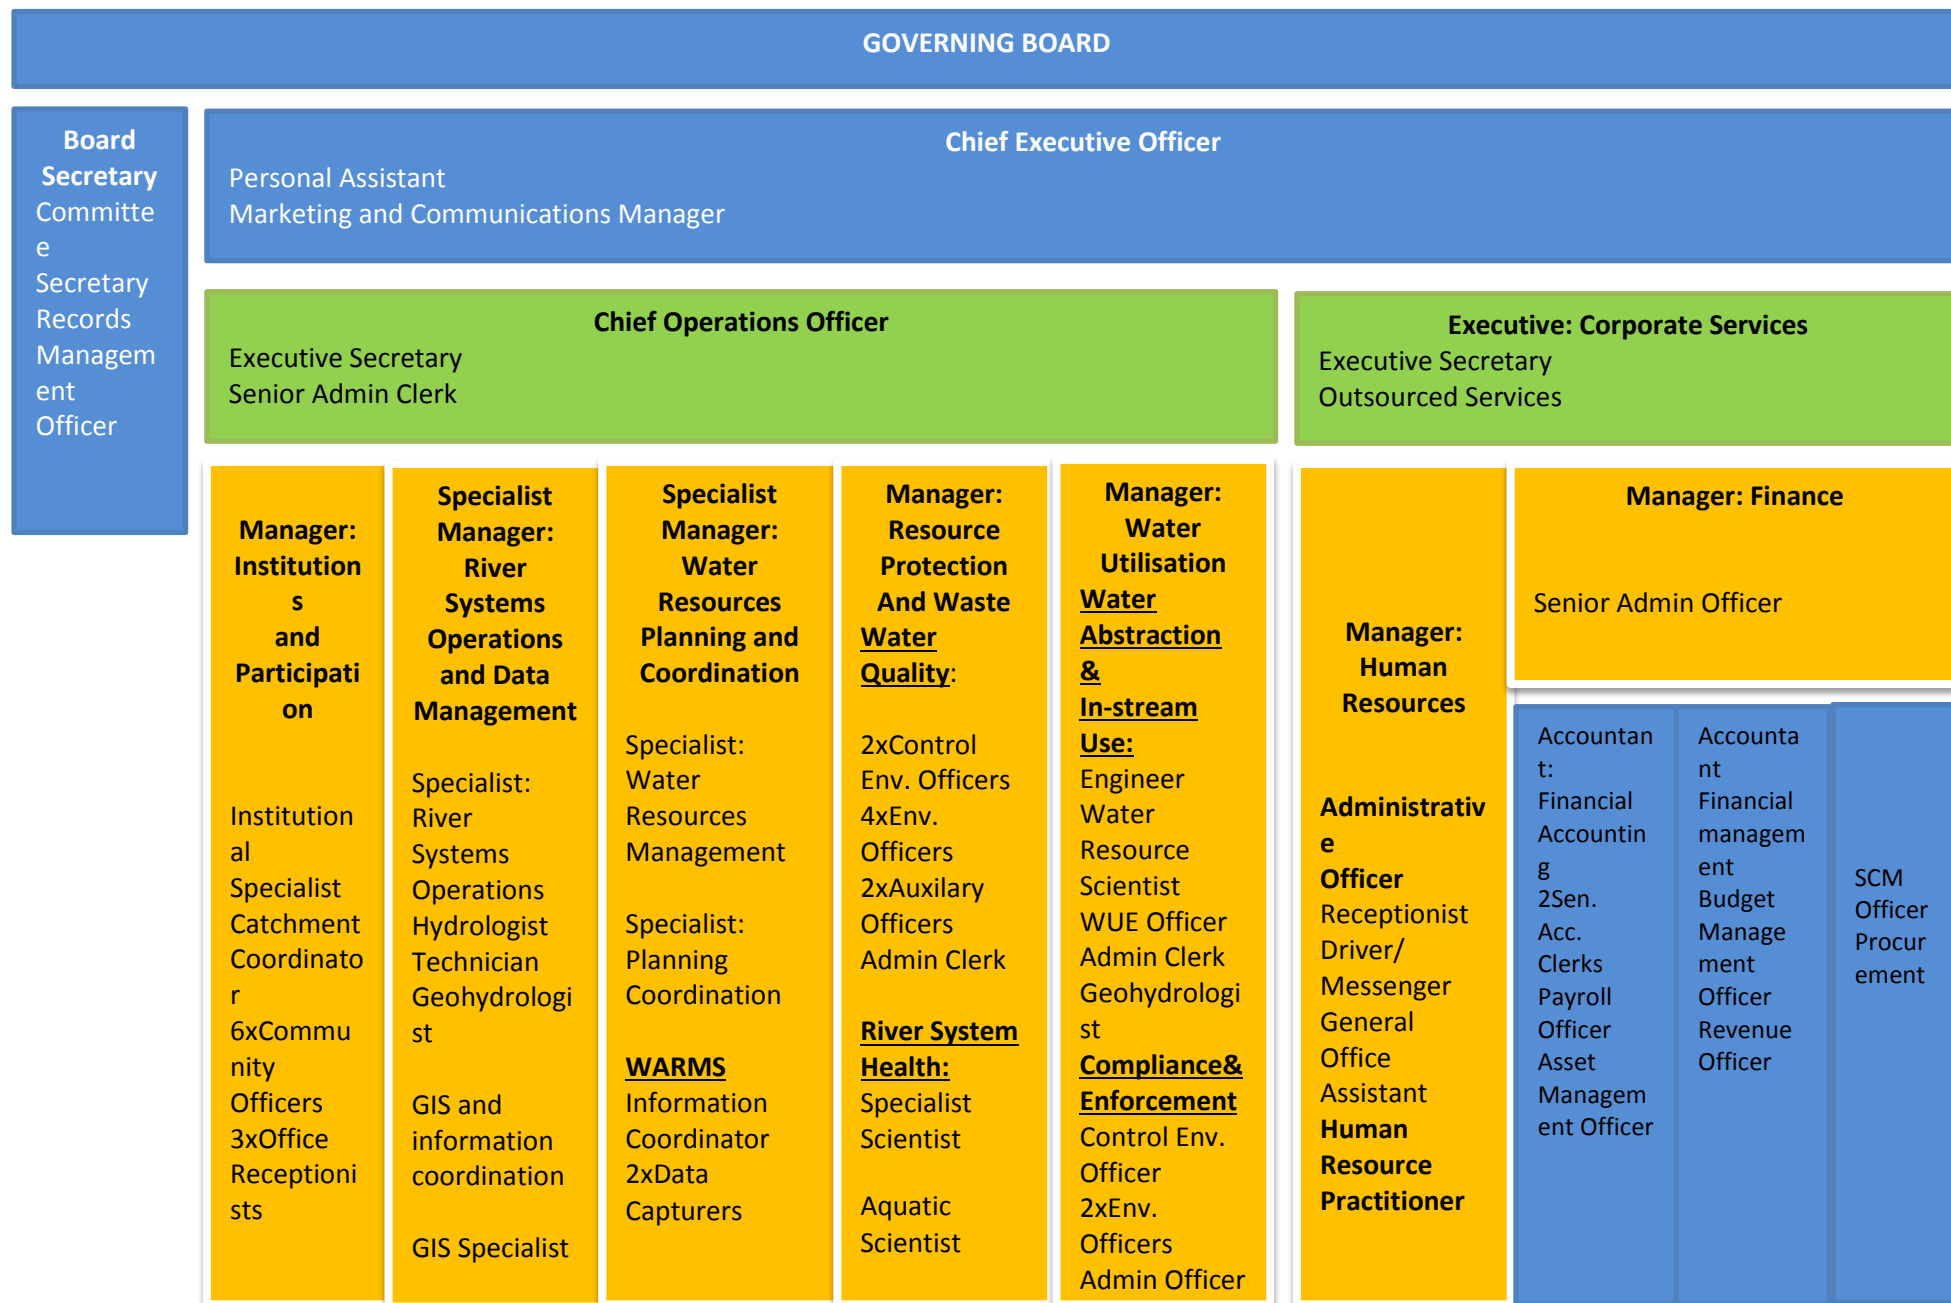 GOVERNING BOARD
Board
Secretary
Committe
e
Secretary
Records
Managem
ent
Officer
Chief Executive Officer
Personal Assistant
Marketing and Communications Manager
Chief Operations Officer
Executive Secretary
Senior Admin Clerk
Executive: Corporate Services
Executive Secretary
Outsourced Services
Manager:
Institution
s
and
Participati
on
Institution
al
Specialist
Catchment
Coordinato
r
6xCommu
nity
Officers
3xOffice
Receptioni
sts
Specialist
Manager:
River
Systems
Operations
and Data
Management
Specialist:
River
Systems
Operations
Hydrologist
Technician
Geohydrologi
st
GIS and
information
coordination
GIS Specialist
Specialist
Manager:
Water
Resources
Planning and
Coordination
Specialist:
Water
Resources
Management
Specialist:
Planning
Coordination
WARMS
Information
Coordinator
2xData
Capturers
Manager:
Resource
Protection
And Waste
Water
Quality:
2xControl
Env. Officers
4xEnv.
Officers
2xAuxilary
Officers
Admin Clerk
River System
Health:
Specialist
Scientist
Aquatic
Scientist
Manager:
Water
Utilisation
Water
Abstraction
&
In-stream
Use:
Engineer
Water
Resource
Scientist
WUE Officer
Admin Clerk
Geohydrologi
st
Compliance&
Enforcement
Control Env.
Officer
2xEnv.
Officers
Admin Officer
Manager:
Human
Resources
Administrativ
e
Officer
Receptionist
Driver/
Messenger
General
Office
Assistant
Human
Resource
Practitioner
Manager: Finance
Senior Admin Officer
Accountan
t:
Financial
Accountin
g
2Sen.
Acc.
Clerks
Payroll
Officer
Asset
Managem
ent Officer
Accounta
nt
Financial
managem
ent
Budget
Manage
ment
Officer
Revenue
Officer
SCM
Officer
Procur
ement